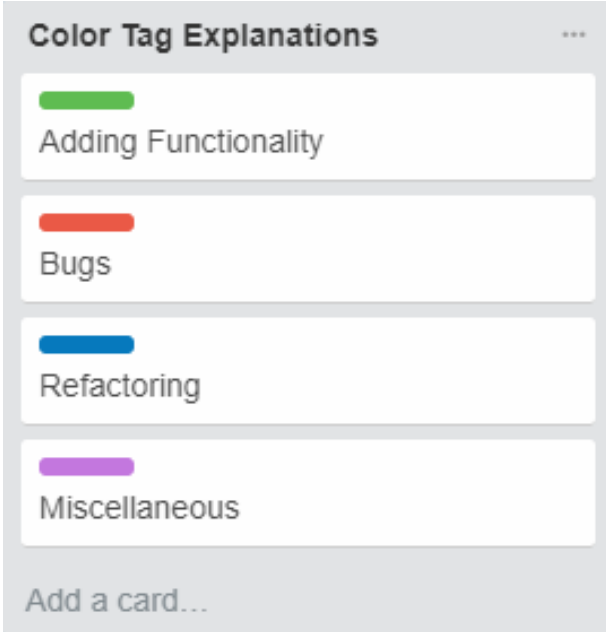 Color Tag Explanations
Adding Functionality
Bugs
Refactoring
Miscellaneous
Add a card...